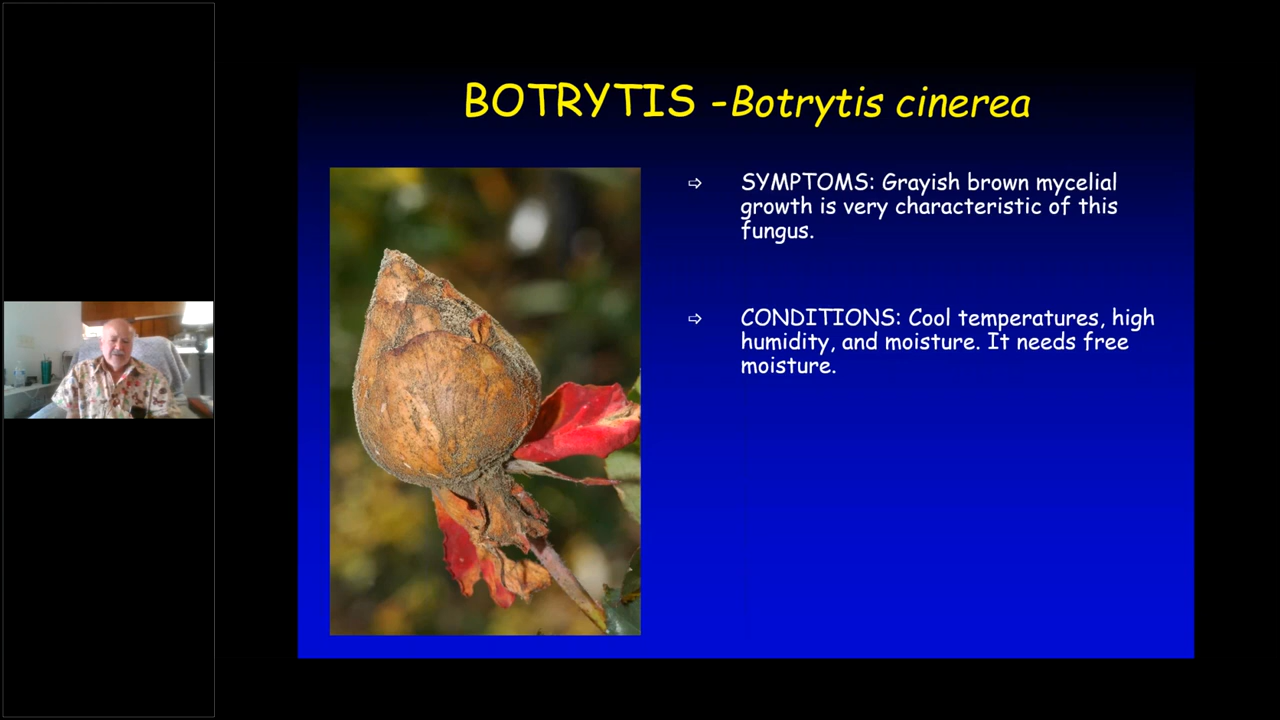 BOTRYTIS -Botrytis cinerea
⇨ SYMPTOMS: Grayish brown mycelial
growth is very characteristic of this
fungus.
⇨ CONDITIONS: Cool temperatures, high
humidity, and moisture. It needs free
moisture.